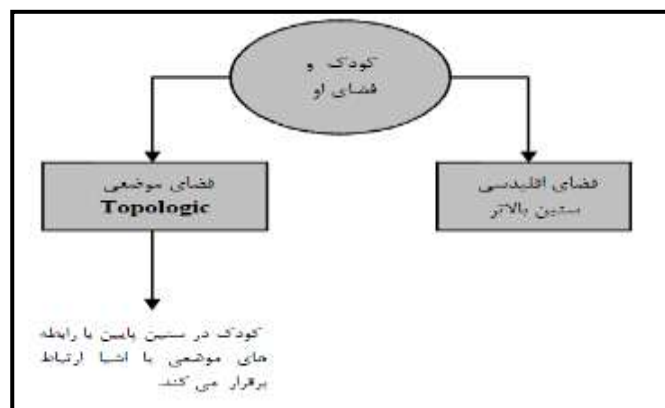 کودک و
فضای او
فضای اقلیدسی
سنین بالاتر
فضای موضعی
Topologic
کودک در سنین پایین با رابطه
های موضعی با اشیا ارتباط
برقرار می کند.